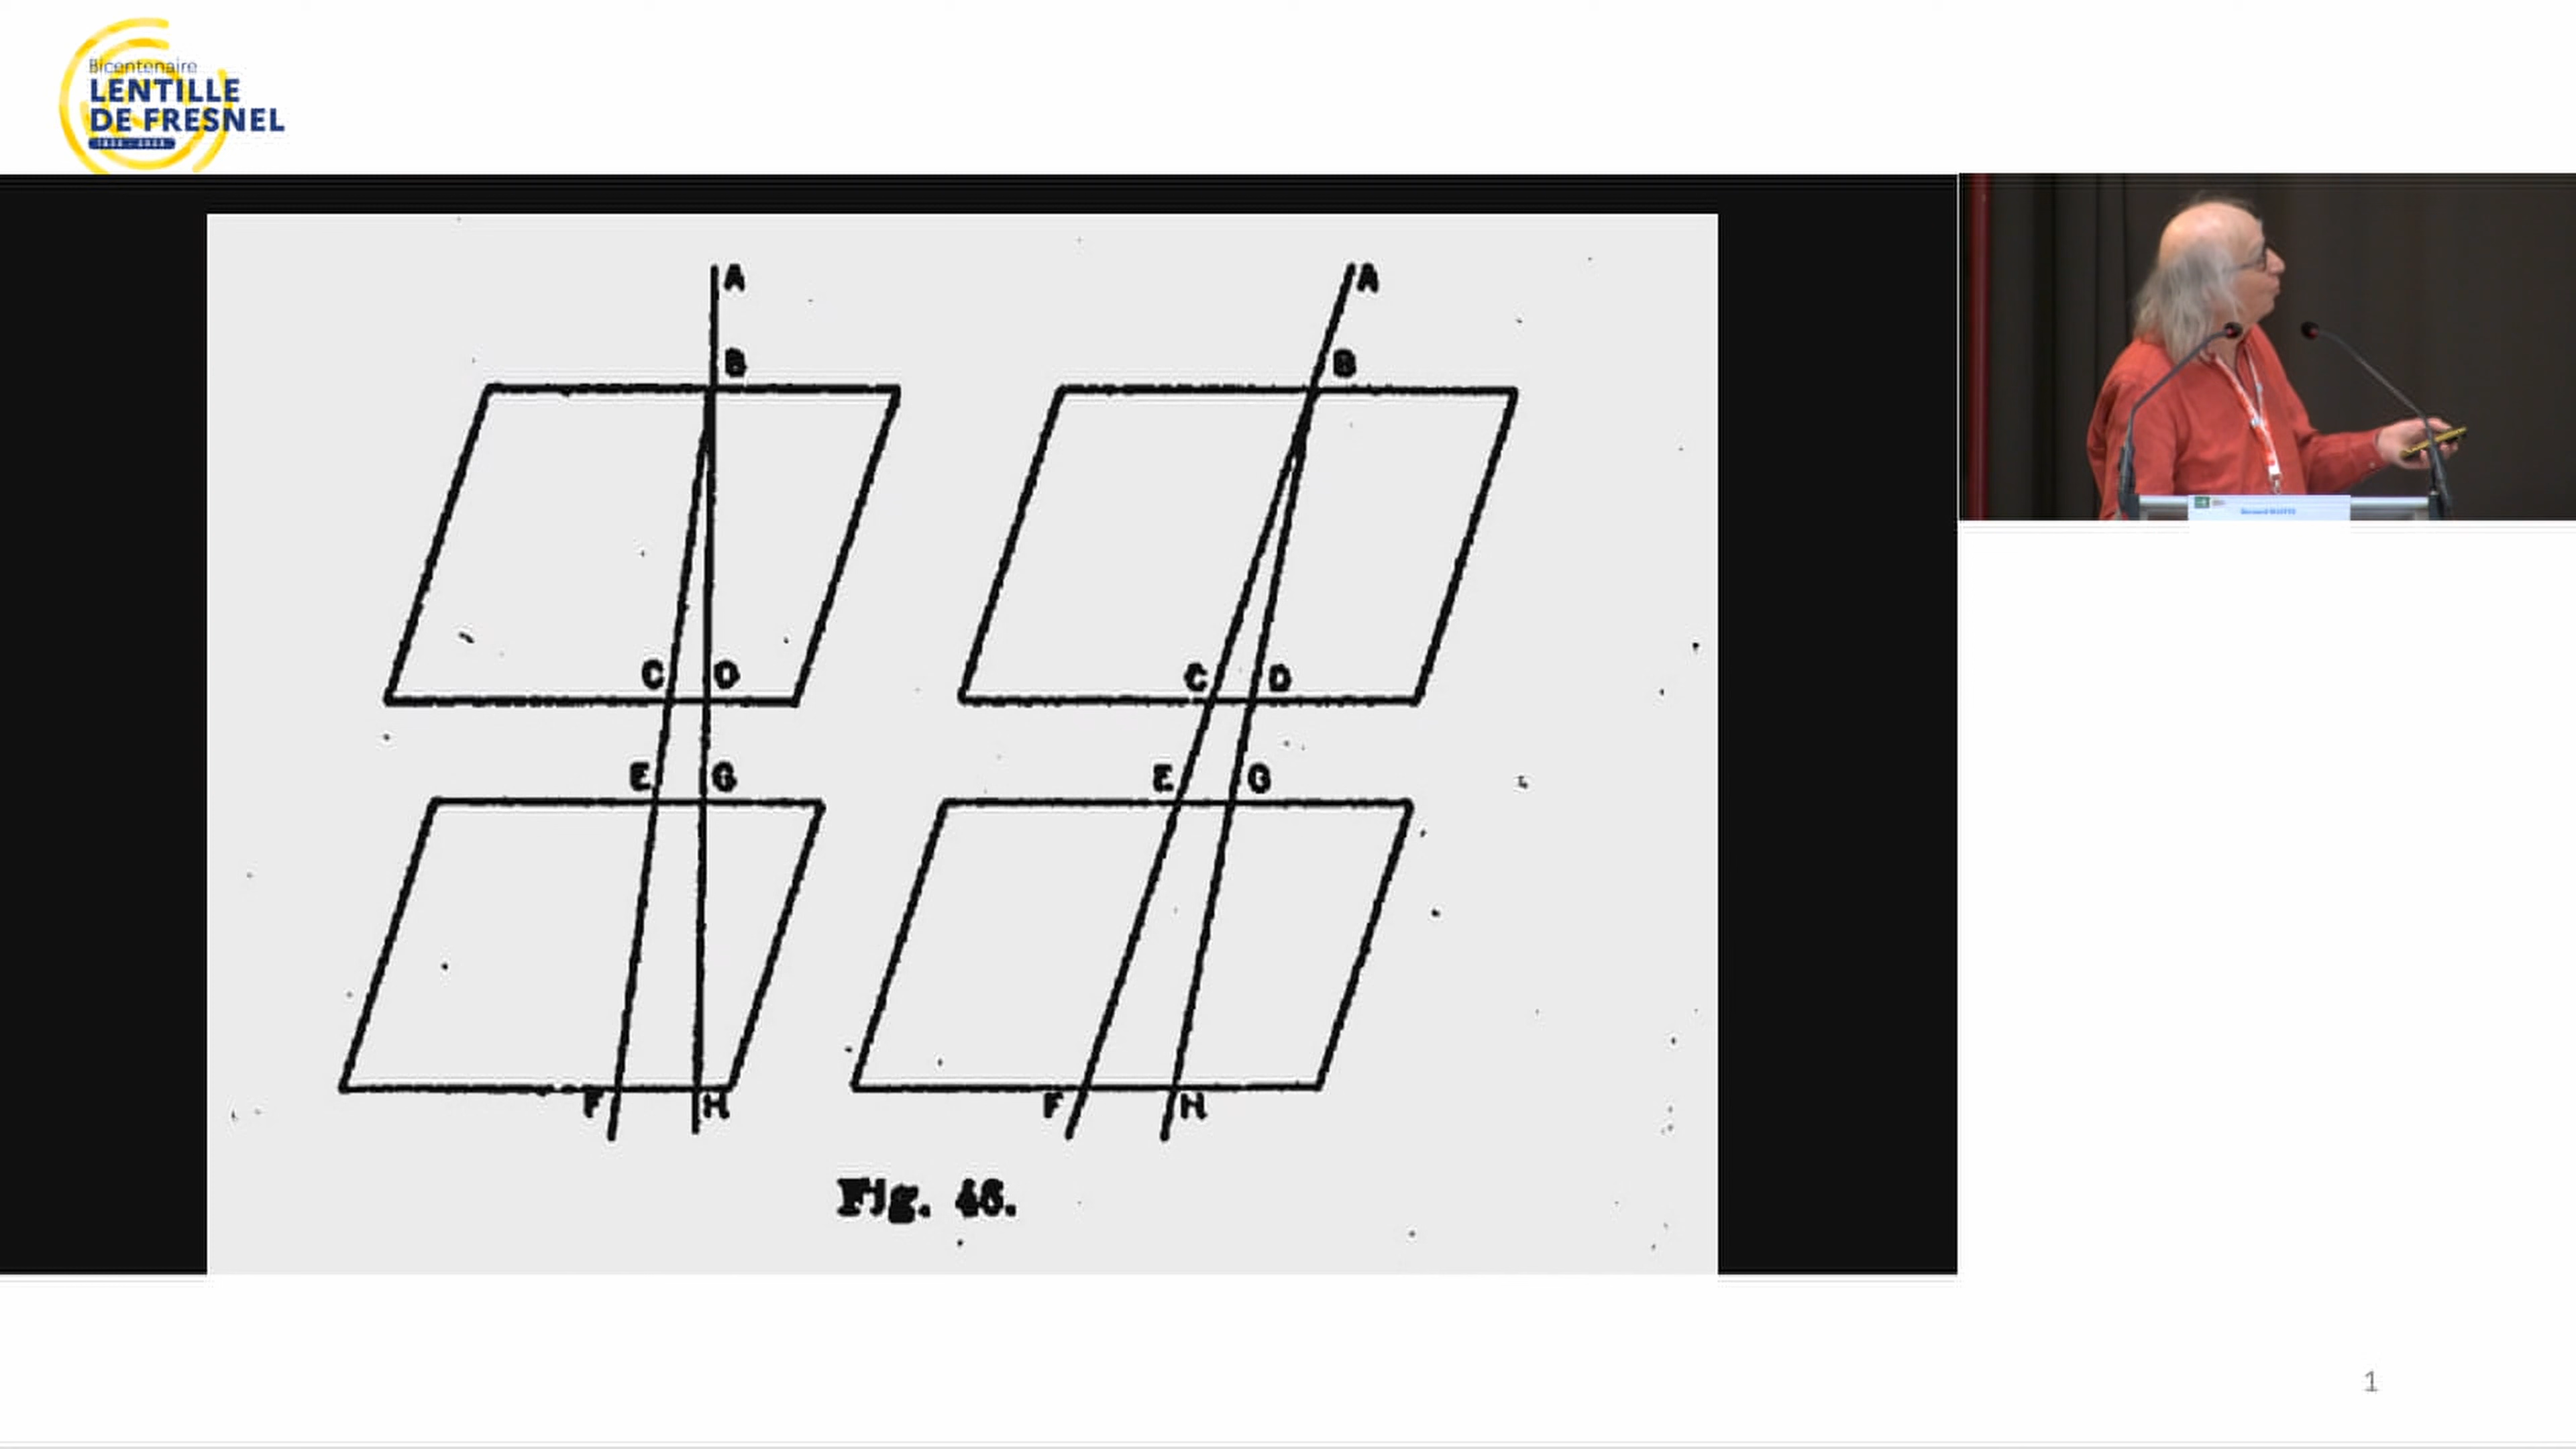 Bicentenaire
LENTILLE
DE FRESNEL
A
B
C D
E G
F H
A
B
C D
E G
F H
Fig. 46.
1